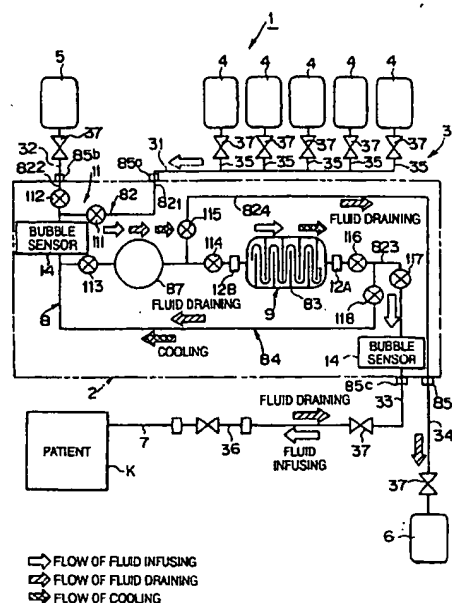 1
5
4 4 4 4 4
37
32
37 37 37 37 37
3
35 35 35 35 35
31
85b
85a
822
11
82
821
112
111
115
824
FLUID DRAINING
BUBBLE
SENSOR
14
114
116
823
117
113
87
12B
9
83
12A
118
FLUID DRAINING
8
COOLING
84
BUBBLE
SENSOR
14
2
85c
85
33
34
FLUID DRAINING
PATIENT
K
7
36
37
FLUID
INFUSING
37
6
FLOW OF FLUID INFUSING
FLOW OF FLUID DRAINING
FLOW OF COOLING